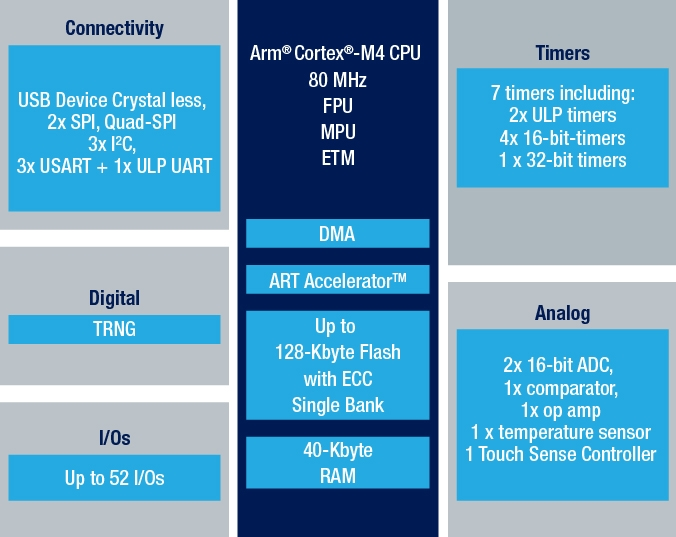 Connectivity
USB Device Crystal less,
2x SPI, Quad-SPI
3x I²C,
3x USART + 1x ULP UART
Digital
TRNG
I/Os
Up to 52 I/Os
Arm® Cortex®-M4 CPU
80 MHz
FPU
MPU
ETM
DMA
ART Accelerator™
Up to
128-Kbyte Flash
with ECC
Single Bank
40-Kbyte
RAM
Timers
7 timers including:
2x ULP timers
4x 16-bit-timers
1 x 32-bit timers
Analog
2x 16-bit ADC,
1x comparator,
1x op amp
1 x temperature sensor
1 Touch Sense Controller